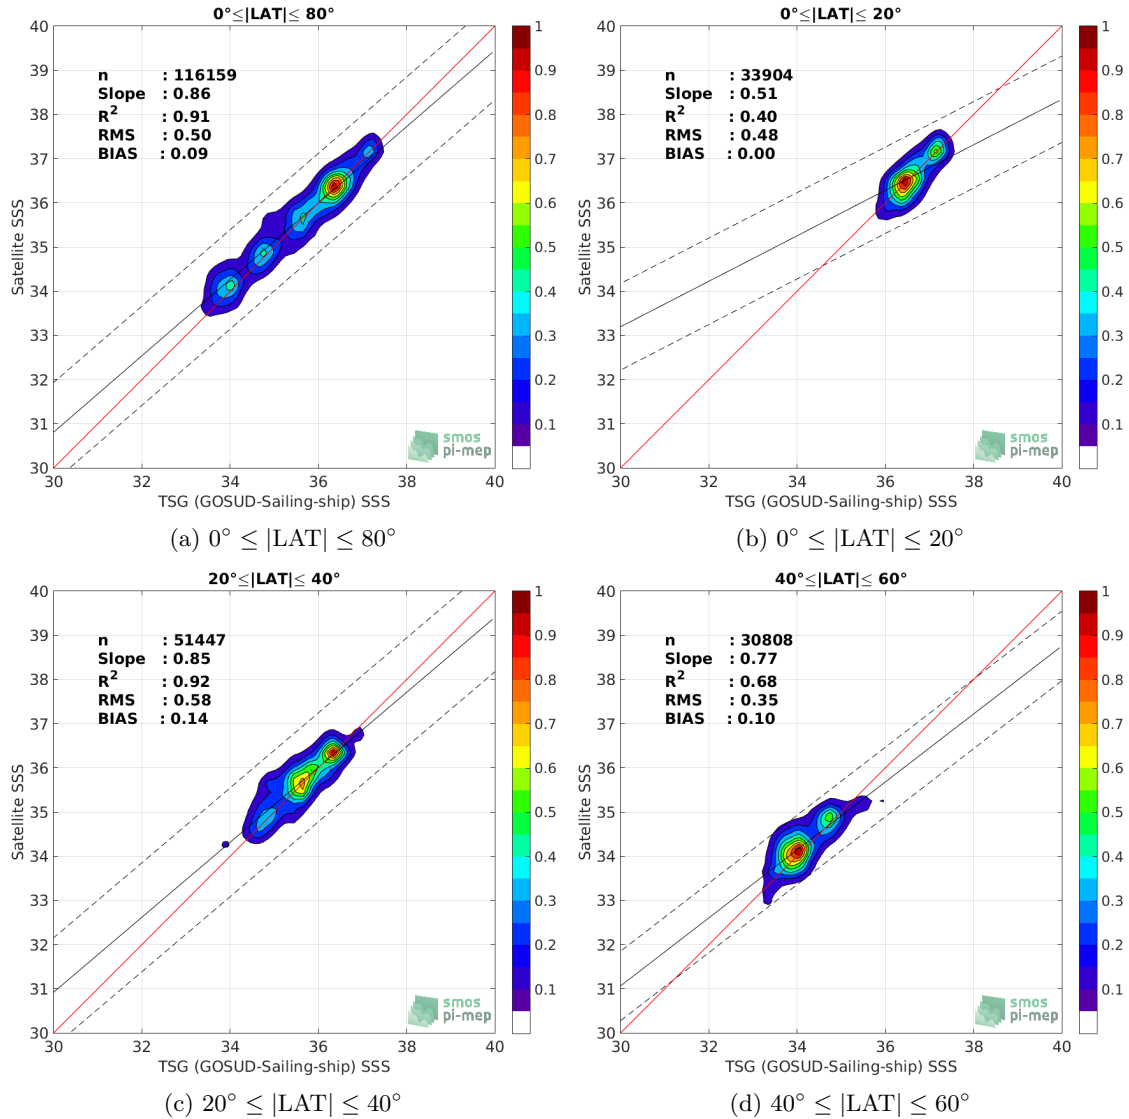 0°≤|LAT|≤ 80°
40
39
38
37
36
35
34
33
32
31
30
30 32 34 36 38 40
Satellite SSS
TSG (GOSUD-Sailing-ship) SSS
n : 116159
Slope : 0.86
R² : 0.91
RMS : 0.50
BIAS : 0.09
1
0.9
0.8
0.7
0.6
0.5
0.4
0.3
0.2
0.1
smos
pi-mep
(a) 0° ≤ |LAT| ≤ 80°
0°≤|LAT|≤ 20°
40
39
38
37
36
35
34
33
32
31
30
30 32 34 36 38 40
Satellite SSS
TSG (GOSUD-Sailing-ship) SSS
n : 33904
Slope : 0.51
R² : 0.40
RMS : 0.48
BIAS : 0.00
1
0.9
0.8
0.7
0.6
0.5
0.4
0.3
0.2
0.1
smos
pi-mep
(b) 0° ≤ |LAT| ≤ 20°
20°≤|LAT|≤ 40°
40
39
38
37
36
35
34
33
32
31
30
30 32 34 36 38 40
Satellite SSS
TSG (GOSUD-Sailing-ship) SSS
n : 51447
Slope : 0.85
R² : 0.92
RMS : 0.58
BIAS : 0.14
1
0.9
0.8
0.7
0.6
0.5
0.4
0.3
0.2
0.1
smos
pi-mep
(c) 20° ≤ |LAT| ≤ 40°
40°≤|LAT|≤ 60°
40
39
38
37
36
35
34
33
32
31
30
30 32 34 36 38 40
Satellite SSS
TSG (GOSUD-Sailing-ship) SSS
n : 30808
Slope : 0.77
R² : 0.68
RMS : 0.35
BIAS : 0.10
1
0.9
0.8
0.7
0.6
0.5
0.4
0.3
0.2
0.1
smos
pi-mep
(d) 40° ≤ |LAT| ≤ 60°